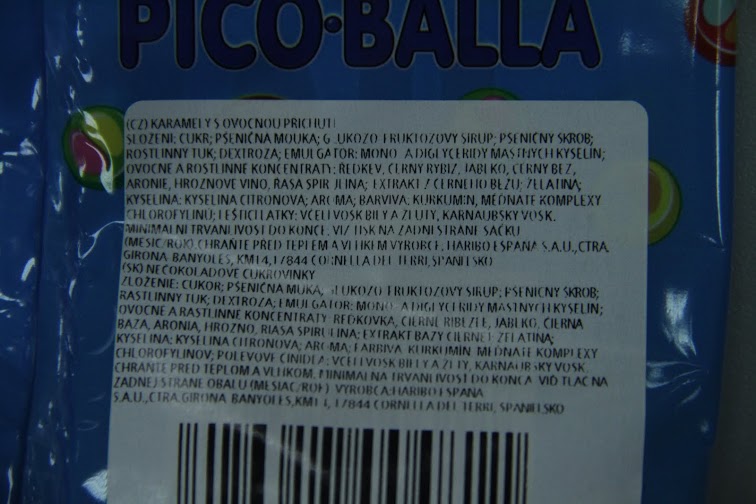 PICO·BALLA
(CZ) KARAMELY S OVOCNOU PŘÍCHUTÍ
SLOŽENÍ: CUKR; PŠENIČNÁ MOUKA; GLUKÓZO-FRUKTÓZOVÝ SIRUP; PŠENIČNÝ ŠKROB;
ROSTLINNÝ TUK; DEXTRÓZA; EMULGÁTOR: MONO- A DIGLYCERIDY MASTNÝCH KYSELIN;
OVOCNÉ A ROSTLINNÉ KONCENTRÁTY: ŘEDKEV, ČERNÝ RYBÍZ, JABLKO, ČERNÝ BEZ,
ARONIE, HROZNOVÉ VÍNO, ŘASA SPIRULINA; EXTRAKT Z ČERNÉHO BEZU; ŽELATINA;
KYSELINA: KYSELINA CITRONOVÁ; AROMA; BARVIVA: KURKUMIN, MĚĎNATÉ KOMPLEXY
CHLOROFYLINŮ; LEŠTICÍ LÁTKY: VČELÍ VOSK BÍLÝ A ŽLUTÝ, KARNAUBSKÝ VOSK.
MINIMÁLNÍ TRVANLIVOST DO KONCE: VIZ TISK NA ZADNÍ STRANĚ SÁČKU
(MĚSÍC/ROK). CHRAŇTE PŘED TEPLEM A VLHKEM. VÝROBCE: HARIBO ESPAÑA S.A.U.,CTRA.
GIRONA BANYOLES, KM14,17844 CORNELLÀ DEL TERRI,ŠPANĚLSKO
(SK) NEČOKOLÁDOVÉ CUKROVINKY
ZLOŽENIE: CUKOR; PŠENIČNÁ MÚKA; GLUKÓZO-FRUKTÓZOVÝ SIRUP; PŠENIČNÝ ŠKROB;
RASTLINNÝ TUK; DEXTRÓZA; EMULGÁTOR: MONO- A DIGLYCERIDY MASTNÝCH KYSELÍN;
OVOCNÉ A RASTLINNÉ KONCENTRÁTY: REĎKOVKA, ČIERNE RÍBEZLE, JABLKO, ČIERNA
BAZA, ARÓNIA, HROZNO, RIASA SPIRULINA; EXTRAKT BAZY ČIERNEJ; ŽELATÍNA;
KYSELINA: KYSELINA CITRÓNOVÁ; ARÓMA; FARBIVÁ: KURKUMÍN, MEĎNATÉ KOMPLEXY
CHLOROFYLÍNOV; POLEVOVÉ ČINIDLÁ: VČELÍ VOSK BIELY A ŽLTÝ, KARNAUBSKÝ VOSK.
CHRÁŇTE PRED TEPLOM A VLHKOM. MINIMÁLNA TRVANLIVOSŤ DO KONCA: VIĎ TLAČ NA
ZADNEJ STRANE OBALU (MESIAC/ROK). VÝROBCA:HARIBO ESPAÑA
S.A.U.,CTRA.GIRONA BANYOLES,KM14, 17844 CORNELLÀ DEL TERRI, ŠPANIELSKO